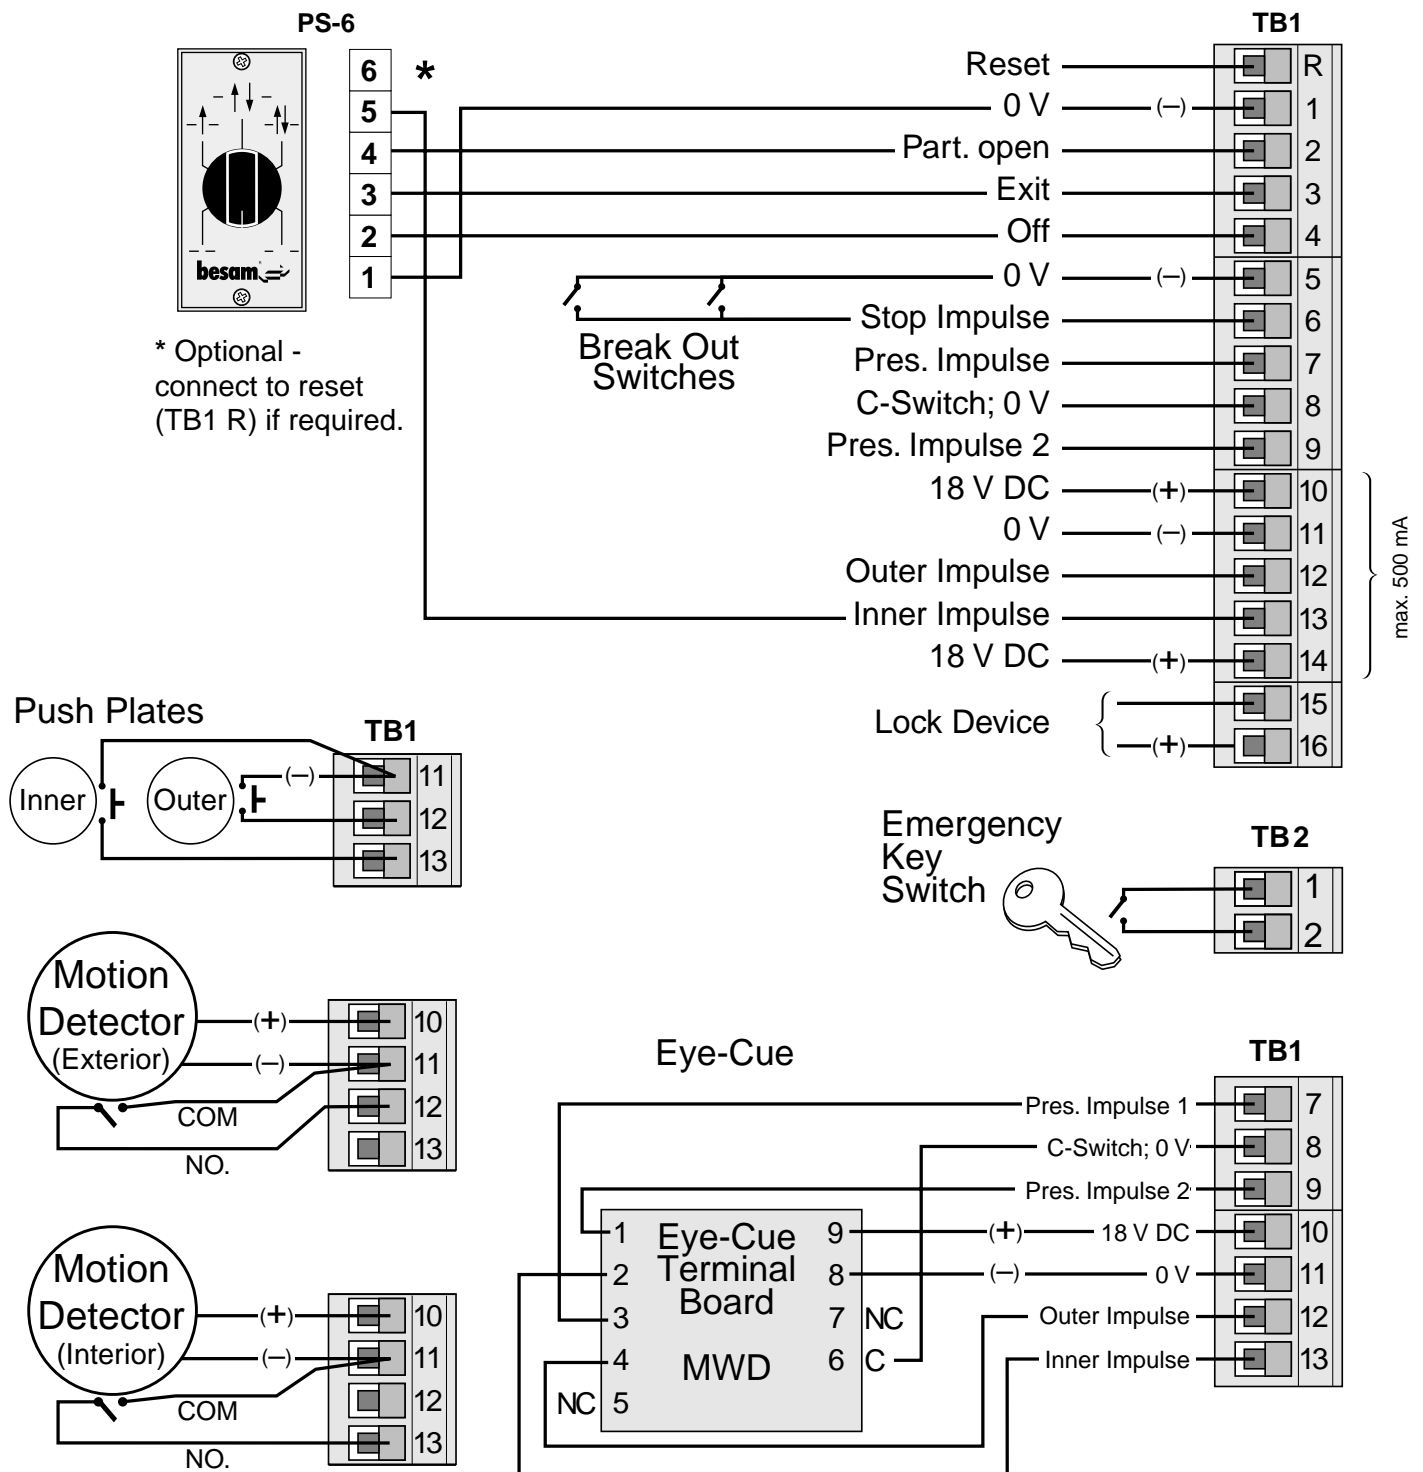 PS-6
TB1
6 *
5
4
3
2
1
besam
* Optional -
connect to reset
(TB1 R) if required.
Reset R
0 V (–) 1
Part. open 2
Exit 3
Off 4
0 V (–) 5
Stop Impulse 6
Pres. Impulse 7
C-Switch; 0 V 8
Pres. Impulse 2 9
18 V DC (+) 10
0 V (–) 11
Outer Impulse 12
Inner Impulse 13
18 V DC (+) 14
15
Lock Device
(+) 16
max. 500 mA
Break Out
Switches
Push Plates
TB1
Inner
Outer
(–) 11
12
13
Emergency
Key
Switch
TB2
1
2
Motion
Detector
(Exterior)
(+) 10
(–) 11
COM 12
NO. 13
Motion
Detector
(Interior)
(+) 10
(–) 11
COM 12
NO. 13
Eye-Cue
TB1
Pres. Impulse 1 7
C-Switch; 0 V 8
Pres. Impulse 2 9
(+) 18 V DC 10
(–) 0 V 11
Outer Impulse 12
Inner Impulse 13
Eye-Cue
Terminal
Board
MWD
1
2
3
4
NC 5
9
8
7 NC
6 C